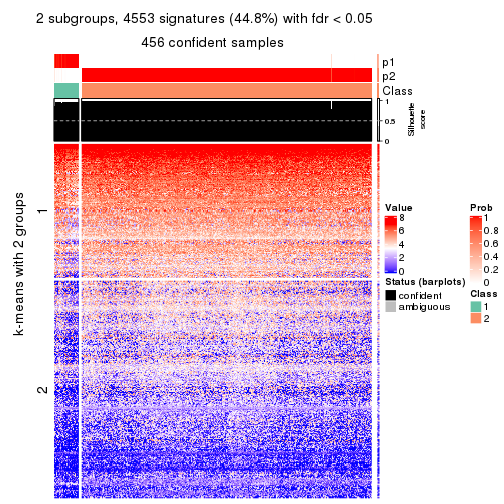 2 subgroups, 4553 signatures (44.8%) with fdr < 0.05
456 confident samples
p1
p2
Class
1
0.5
0
Silhouette
score
k-means with 2 groups
1
2
Value
8
6
4
2
0
Prob
1
0.8
0.6
0.4
0.2
0
Status (barplots)
confident
ambiguous
Class
1
2